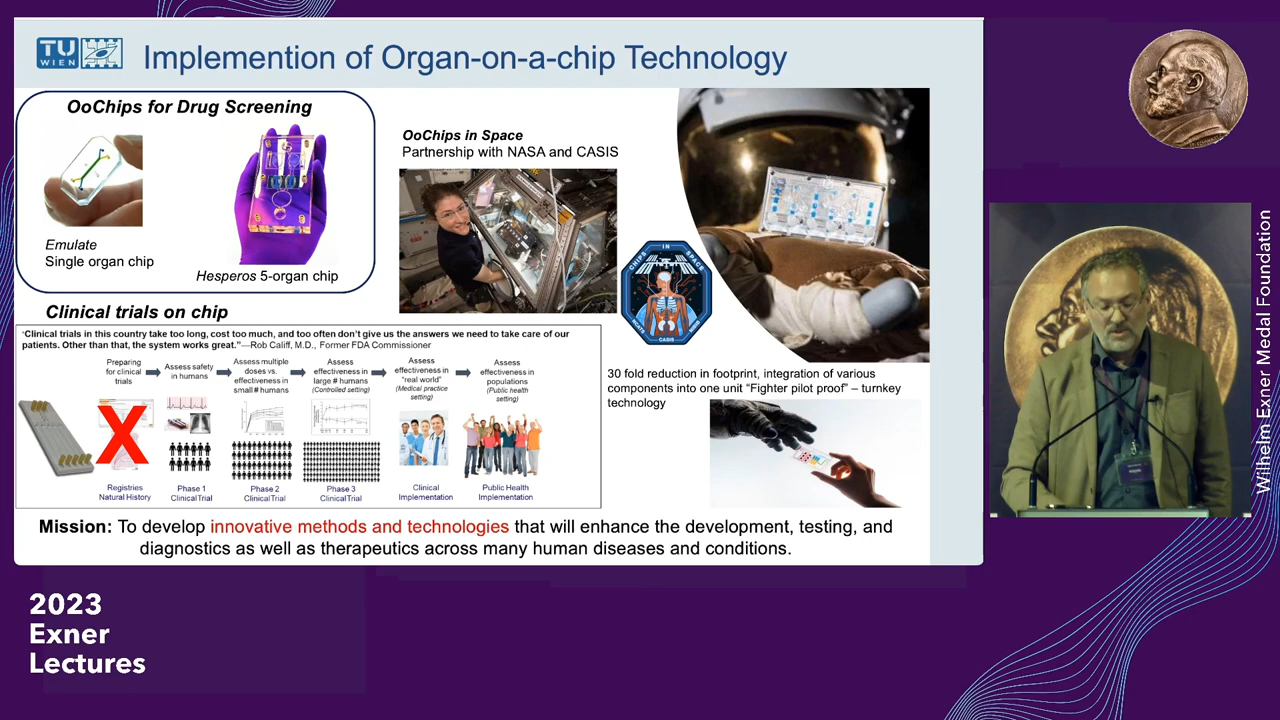 TU
WIEN
Implemention of Organ-on-a-chip Technology
OoChips for Drug Screening
Emulate
Single organ chip
Hesperos 5-organ chip
OoChips in Space
Partnership with NASA and CASIS
CHIPS IN SPACE
CASIS
30 fold reduction in footprint, integration of various
components into one unit “Fighter pilot proof” – turnkey
technology
Clinical trials on chip
“Clinical trials in this country take too long, cost too much, and too often don’t give us the answers we need to take care of our
patients. Other than that, the system works great.”—Rob Califf, M.D., Former FDA Commissioner
Preparing
for clinical
trials
Assess safety
in humans
Assess multiple
doses vs.
effectiveness in
small # humans
Assess
effectiveness in
large # humans
(Controlled setting)
Assess
effectiveness in
"real world"
(Medical practice
setting)
Assess
effectiveness in
populations
(Public health
setting)
X
Registries
Natural History
Phase 1
Clinical Trial
Phase 2
Clinical Trial
Phase 3
Clinical Trial
Clinical
Implementation
Public Health
Implementation
Mission: To develop innovative methods and technologies that will enhance the development, testing, and
diagnostics as well as therapeutics across many human diseases and conditions.
2023
Exner
Lectures
Wilhelm Exner Medal Foundation